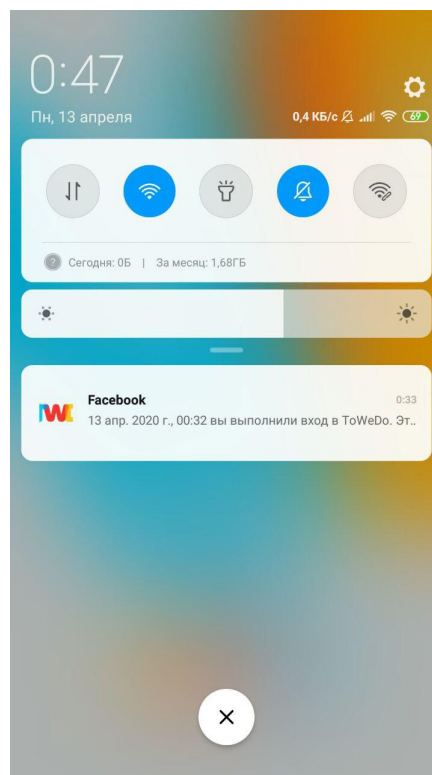 0:47
Пн, 13 апреля
0,4 КБ/с 69
? Сегодня: 0Б | За месяц: 1,68ГБ
Facebook 0:33
13 апр. 2020 г., 00:32 вы выполнили вход в ToWeDo. Эт..